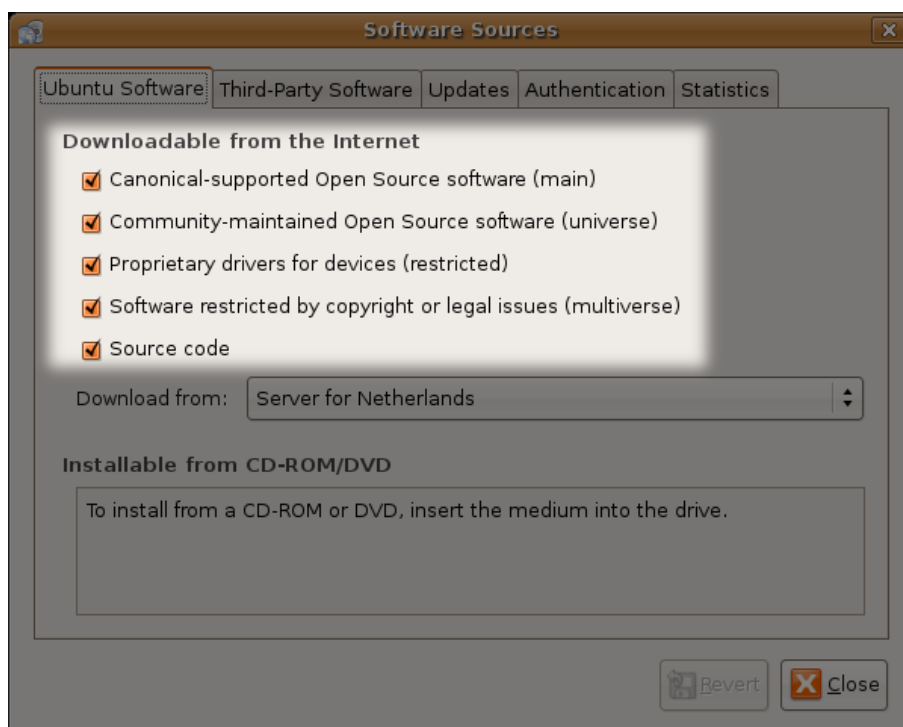 Software Sources
Ubuntu Software Third-Party Software Updates Authentication Statistics
Downloadable from the Internet
Canonical-supported Open Source software (main)
Community-maintained Open Source software (universe)
Proprietary drivers for devices (restricted)
Software restricted by copyright or legal issues (multiverse)
Source code
Download from: Server for Netherlands
Installable from CD-ROM/DVD
To install from a CD-ROM or DVD, insert the medium into the drive.
Revert Close